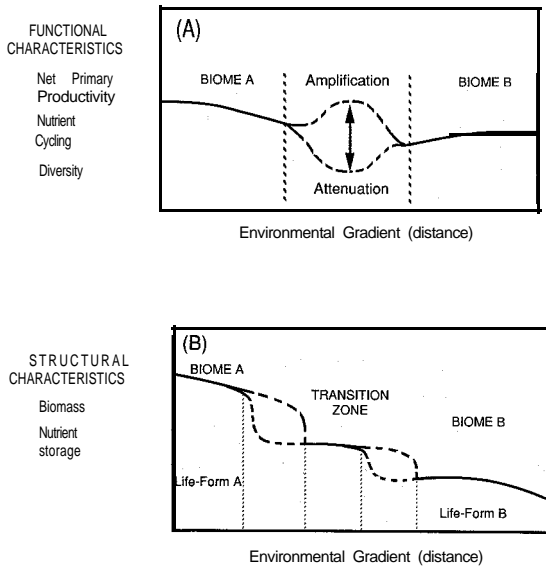 FUNCTIONAL
CHARACTERISTICS
Net Primary
Productivity
Nutrient
Cycling
Diversity
(A)
BIOME A
Amplification
BIOME B
Attenuation
Environmental Gradient (distance)
STRUCTURAL
CHARACTERISTICS
Biomass
Nutrient
storage
(B)
BIOME A
TRANSITION
ZONE
BIOME B
Life-Form A
Life-Form B
Environmental Gradient (distance)